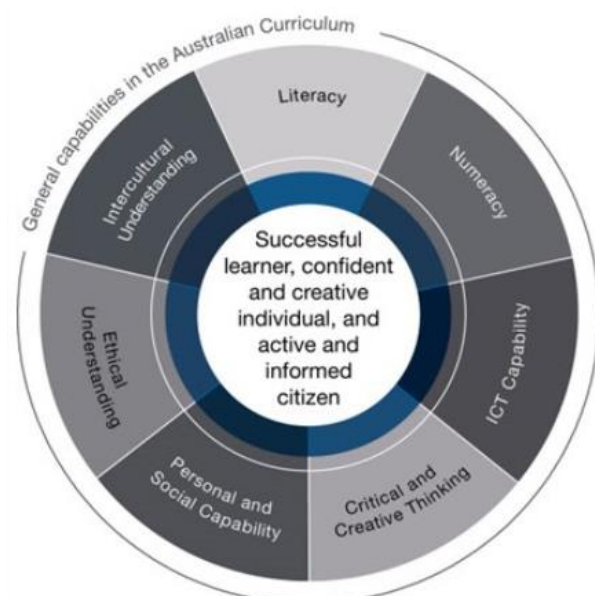 General capabilities in the Australian Curriculum
Literacy
Numeracy
ICT Capability
Critical and
Creative Thinking
Personal and
Social Capability
Ethical
Understanding
Intercultural
Understanding
Successful
learner, confident
and creative
individual, and
active and
informed
citizen